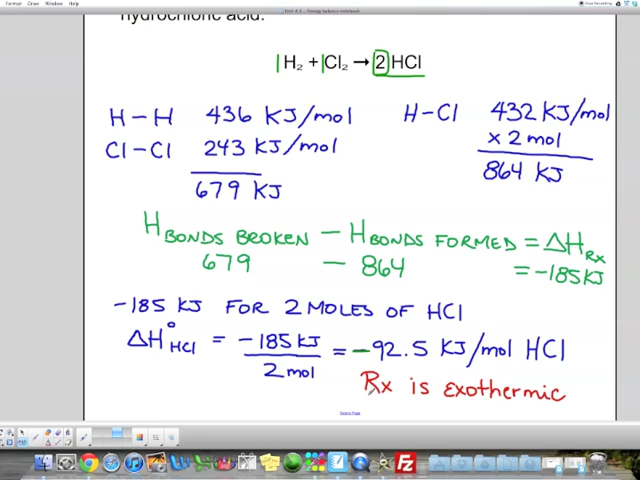 hydrochloric acid.
|H₂ + |Cl₂ → 2 HCl
H–H 436 KJ/mol H–Cl 432 KJ/mol
Cl–Cl 243 KJ/mol x 2 mol
679 KJ 864 KJ
H BONDS BROKEN – H BONDS FORMED = ΔH Rx
679 – 864 = -185 KJ
-185 KJ FOR 2 MOLES OF HCl
ΔH° HCl = -185 KJ / 2 mol = -92.5 KJ/mol HCl
Rx is exothermic